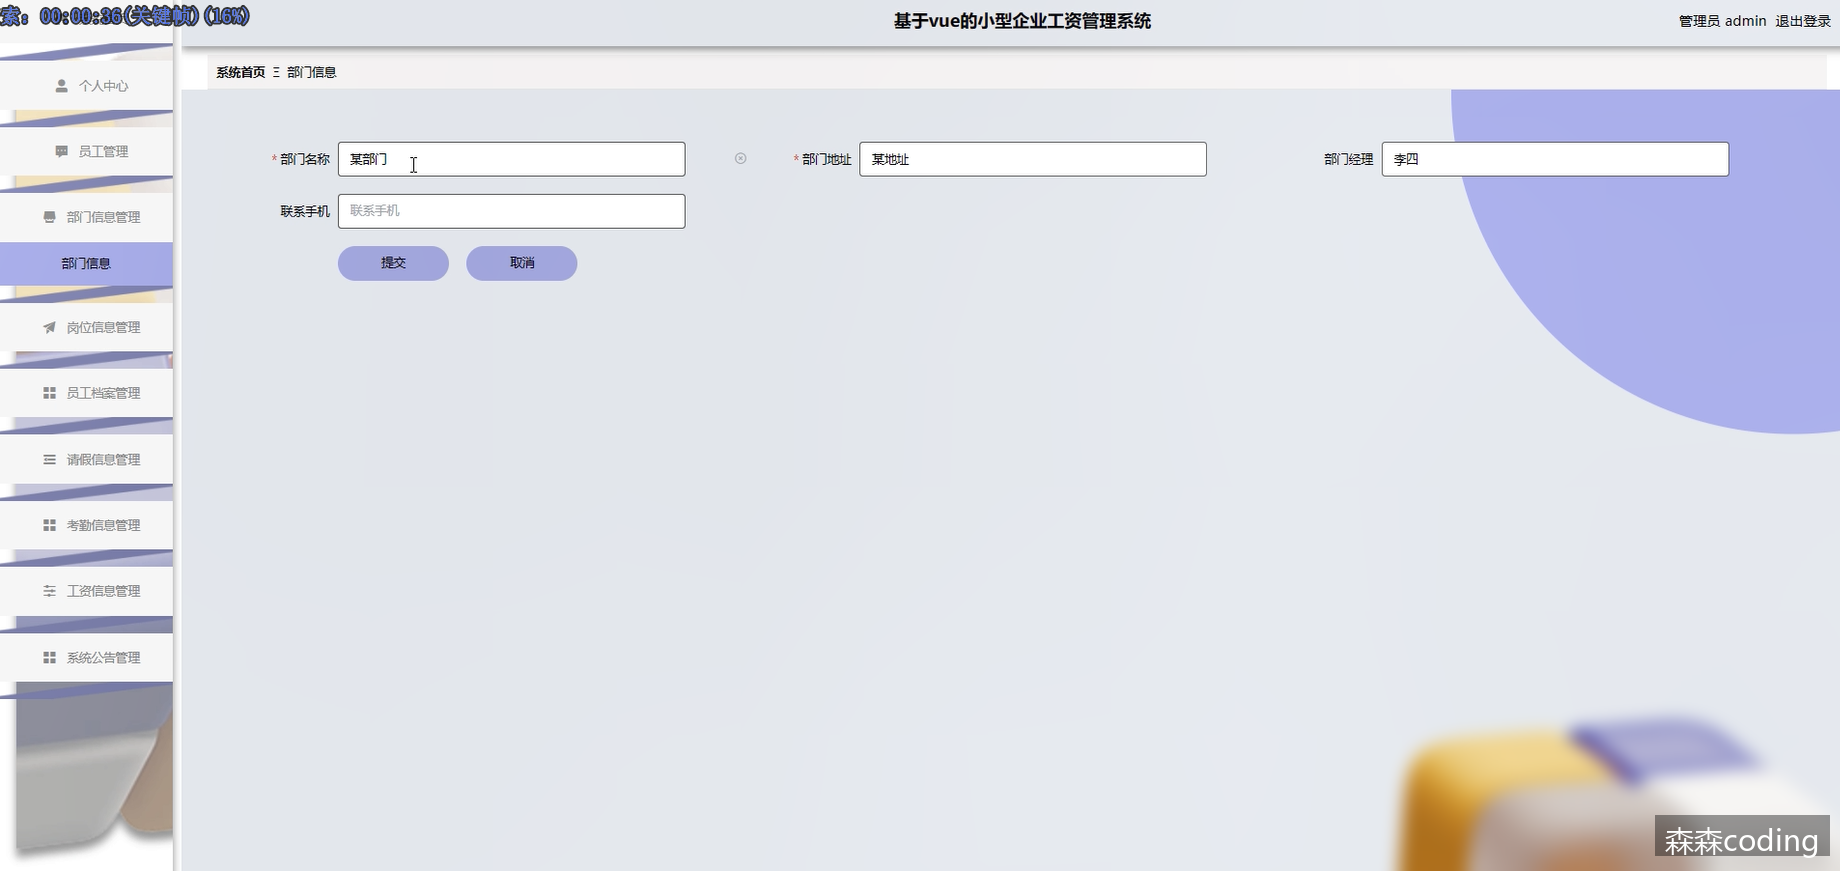 索: 00:00:36(关键帧)(16%)
基于vue的小型企业工资管理系统
管理员 admin 退出登录
系统首页 Ξ 部门信息
个人中心
员工管理
部门信息管理
部门信息
岗位信息管理
员工档案管理
请假信息管理
考勤信息管理
工资信息管理
系统公告管理
* 部门名称 某部门
* 部门地址 某地址
部门经理 李四
联系手机 联系手机
提交 取消
森森coding